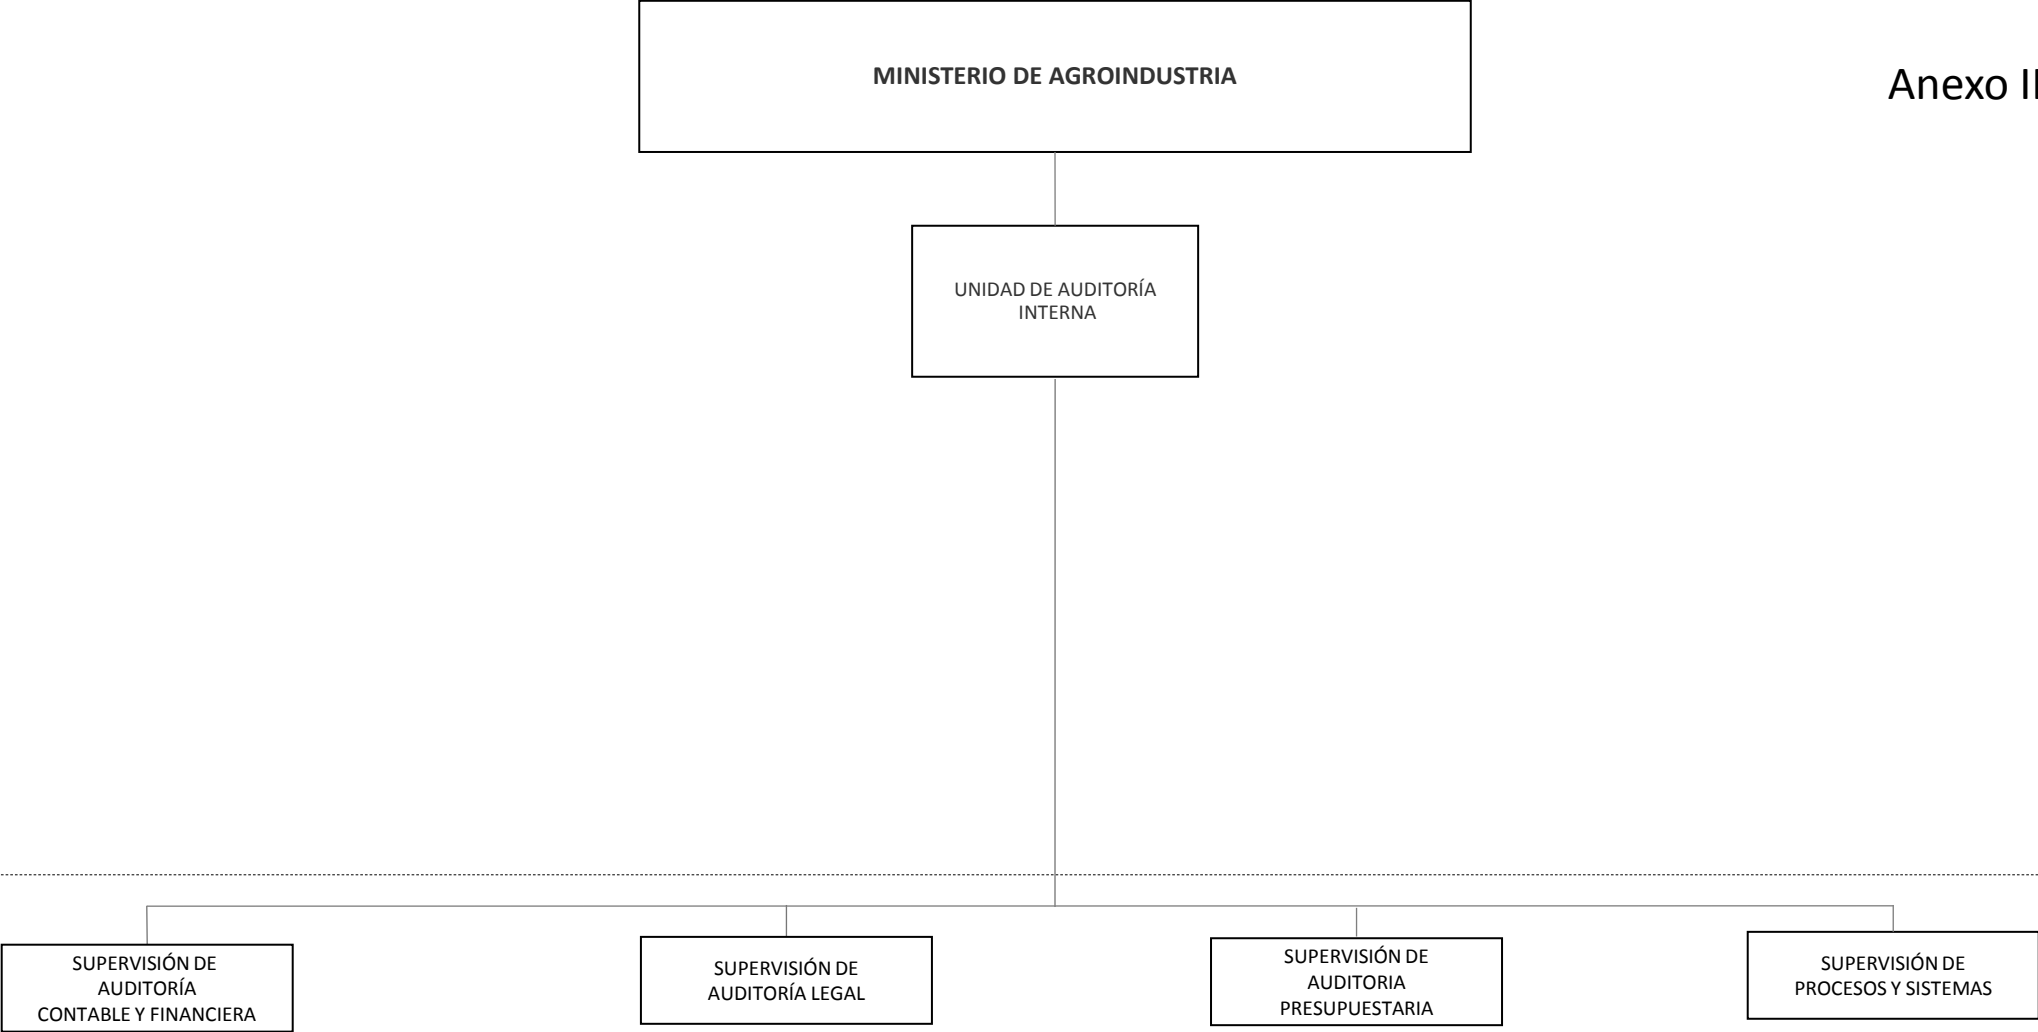 MINISTERIO DE AGROINDUSTRIA
Anexo II
UNIDAD DE AUDITORÍA
INTERNA
SUPERVISIÓN DE
AUDITORÍA
CONTABLE Y FINANCIERA
SUPERVISIÓN DE
AUDITORÍA LEGAL
SUPERVISIÓN DE
AUDITORIA
PRESUPUESTARIA
SUPERVISIÓN DE
PROCESOS Y SISTEMAS